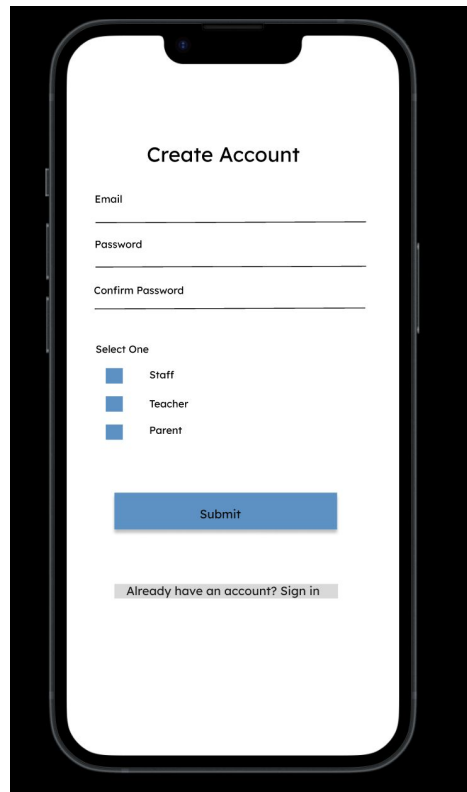 Create Account
Email
Password
Confirm Password
Select One
Staff
Teacher
Parent
Submit
Already have an account? Sign in